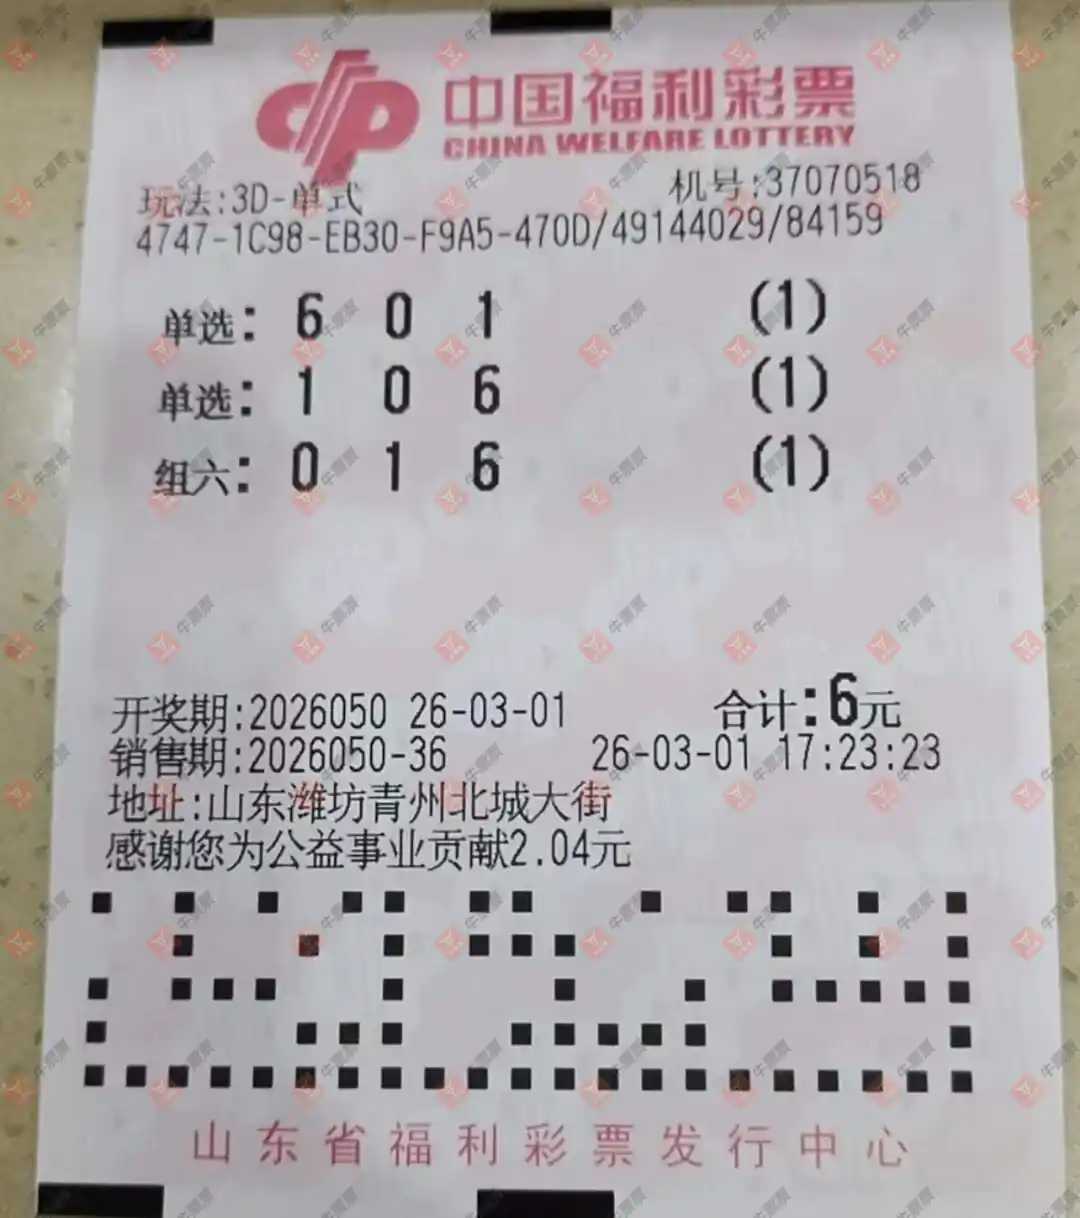 中国福利彩票
CHINA WELFARE LOTTERY
玩法:3D-单式 机号:37070518
4747-1C98-EB30-F9A5-470D/49144029/84159
单选: 6 0 1 (1)
单选: 1 0 6 (1)
组六: 0 1 6 (1)
开奖期:2026050 26-03-01 合计:6元
销售期:2026050-36 26-03-01 17:23:23
地址:山东潍坊青州北城大街
感谢您为公益事业贡献2.04元
山东省福利彩票发行中心
牛票票